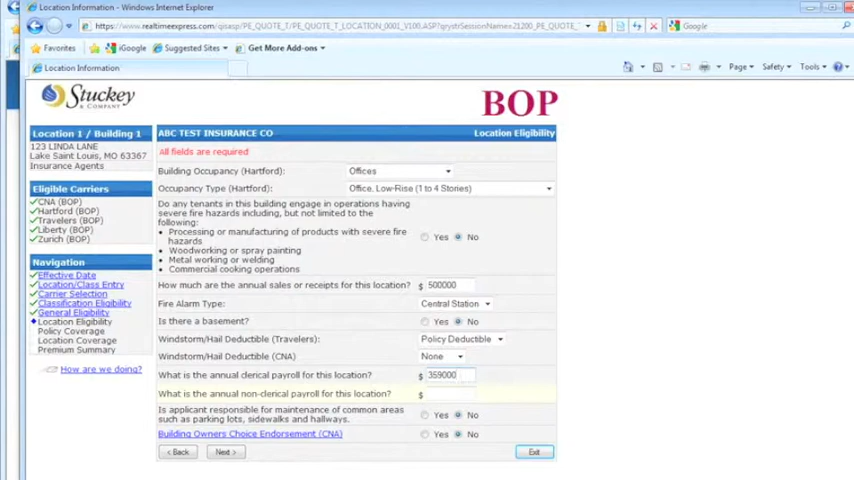 Location Information - Windows Internet Explorer
https://www.realtimeexpress.com/qisasp/PE_QUOTE_T/PE_QUOTE_T_LOCATION_0001_V100.ASP?qrystrSessionName=21200_PE_QUOTE_T_
Google
Favorites
iGoogle
Suggested Sites
Get More Add-ons
Location Information
Page
Safety
Tools
Stuckey
& COMPANY
BOP
Location 1 / Building 1
123 LINDA LANE
Lake Saint Louis, MO 63367
Insurance Agents
Eligible Carriers
CNA (BOP)
Hartford (BOP)
Travelers (BOP)
Liberty (BOP)
Zurich (BOP)
Navigation
Effective Date
Location/Class Entry
Carrier Selection
Classification Eligibility
General Eligibility
Location Eligibility
Policy Coverage
Location Coverage
Premium Summary
How are we doing?
ABC TEST INSURANCE CO Location Eligibility
All fields are required
Building Occupancy (Hartford): Offices
Occupancy Type (Hartford): Office, Low-Rise (1 to 4 Stories)
Do any tenants in this building engage in operations having
severe fire hazards including, but not limited to the
following:
• Processing or manufacturing of products with severe fire
hazards
• Woodworking or spray painting
• Metal working or welding
• Commercial cooking operations
Yes No
How much are the annual sales or receipts for this location? $ 500000
Fire Alarm Type: Central Station
Is there a basement? Yes No
Windstorm/Hail Deductible (Travelers) Policy Deductible
Windstorm/Hail Deductible (CNA) None
What is the annual clerical payroll for this location? $ 359000
What is the annual non-clerical payroll for this location? $
Is applicant responsible for maintenance of common areas
such as parking lots, sidewalks and hallways. Yes No
Building Owners Choice Endorsement (CNA) Yes No
< Back
Next >
Exit